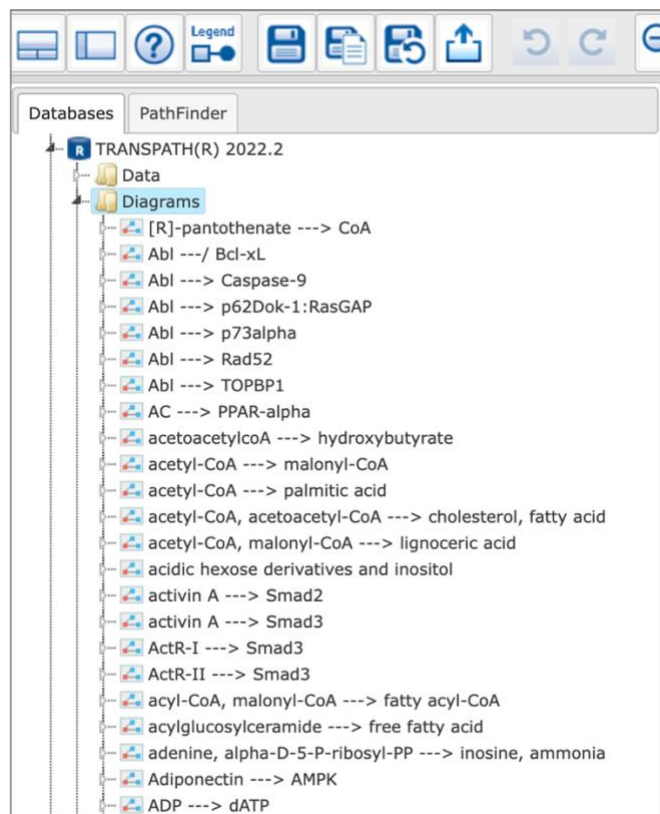 Legend
Databases
PathFinder
TRANSPATH(R) 2022.2
Data
Diagrams
[R]-pantothenate ---> CoA
Abl ---/ Bcl-xL
Abl ---> Caspase-9
Abl ---> p62Dok-1:RasGAP
Abl ---> p73alpha
Abl ---> Rad52
Abl ---> TOPBP1
AC ---> PPAR-alpha
acetoacetylcoA ---> hydroxybutyrate
acetyl-CoA ---> malonyl-CoA
acetyl-CoA ---> palmitic acid
acetyl-CoA, acetoacetyl-CoA ---> cholesterol, fatty acid
acetyl-CoA, malonyl-CoA ---> lignoceric acid
acidic hexose derivatives and inositol
activin A ---> Smad2
activin A ---> Smad3
ActR-I ---> Smad3
ActR-II ---> Smad3
acyl-CoA, malonyl-CoA ---> fatty acyl-CoA
acylglucosylceramide ---> free fatty acid
adenine, alpha-D-5-P-ribosyl-PP ---> inosine, ammonia
Adiponectin ---> AMPK
ADP ---> dATP